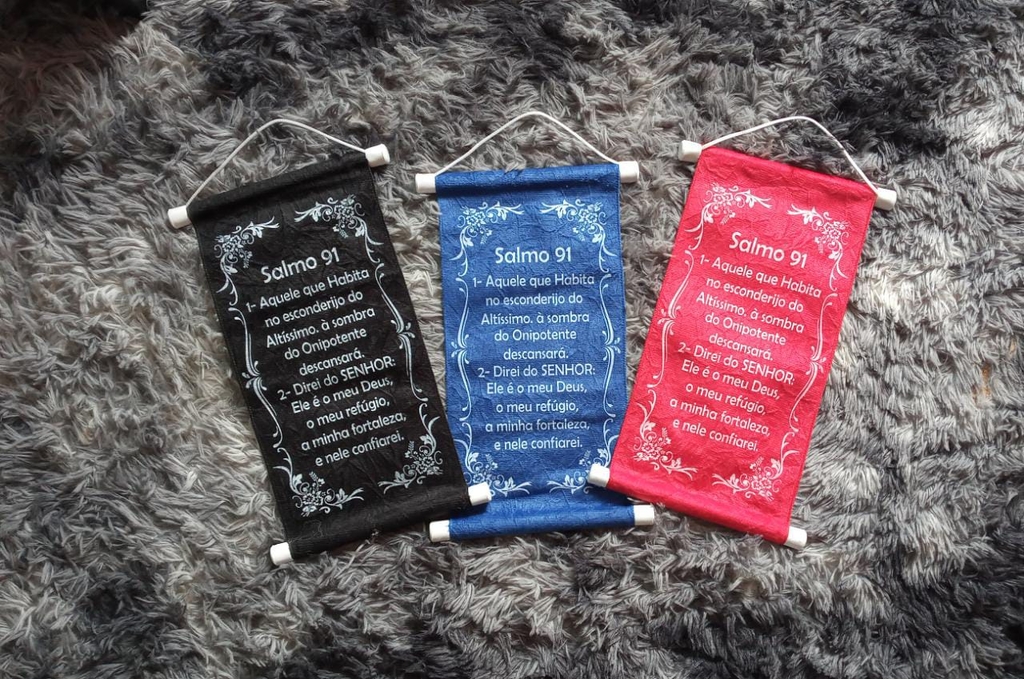 Salmo 91
1- Aquele que Habita
no esconderijo do
Altíssimo, à sombra
do Onipotente
descansará.
2- Direi do SENHOR:
Ele é o meu Deus,
o meu refúgio,
a minha fortaleza,
e nele confiarei.
Salmo 91
1- Aquele que Habita
no esconderijo do
Altíssimo, à sombra
do Onipotente
descansará.
2- Direi do SENHOR:
Ele é o meu Deus,
o meu refúgio,
a minha fortaleza,
e nele confiarei.
Salmo 91
1- Aquele que Habita
no esconderijo do
Altíssimo, à sombra
do Onipotente
descansará.
2- Direi do SENHOR:
Ele é o meu Deus,
o meu refúgio,
a minha fortaleza,
e nele confiarei.